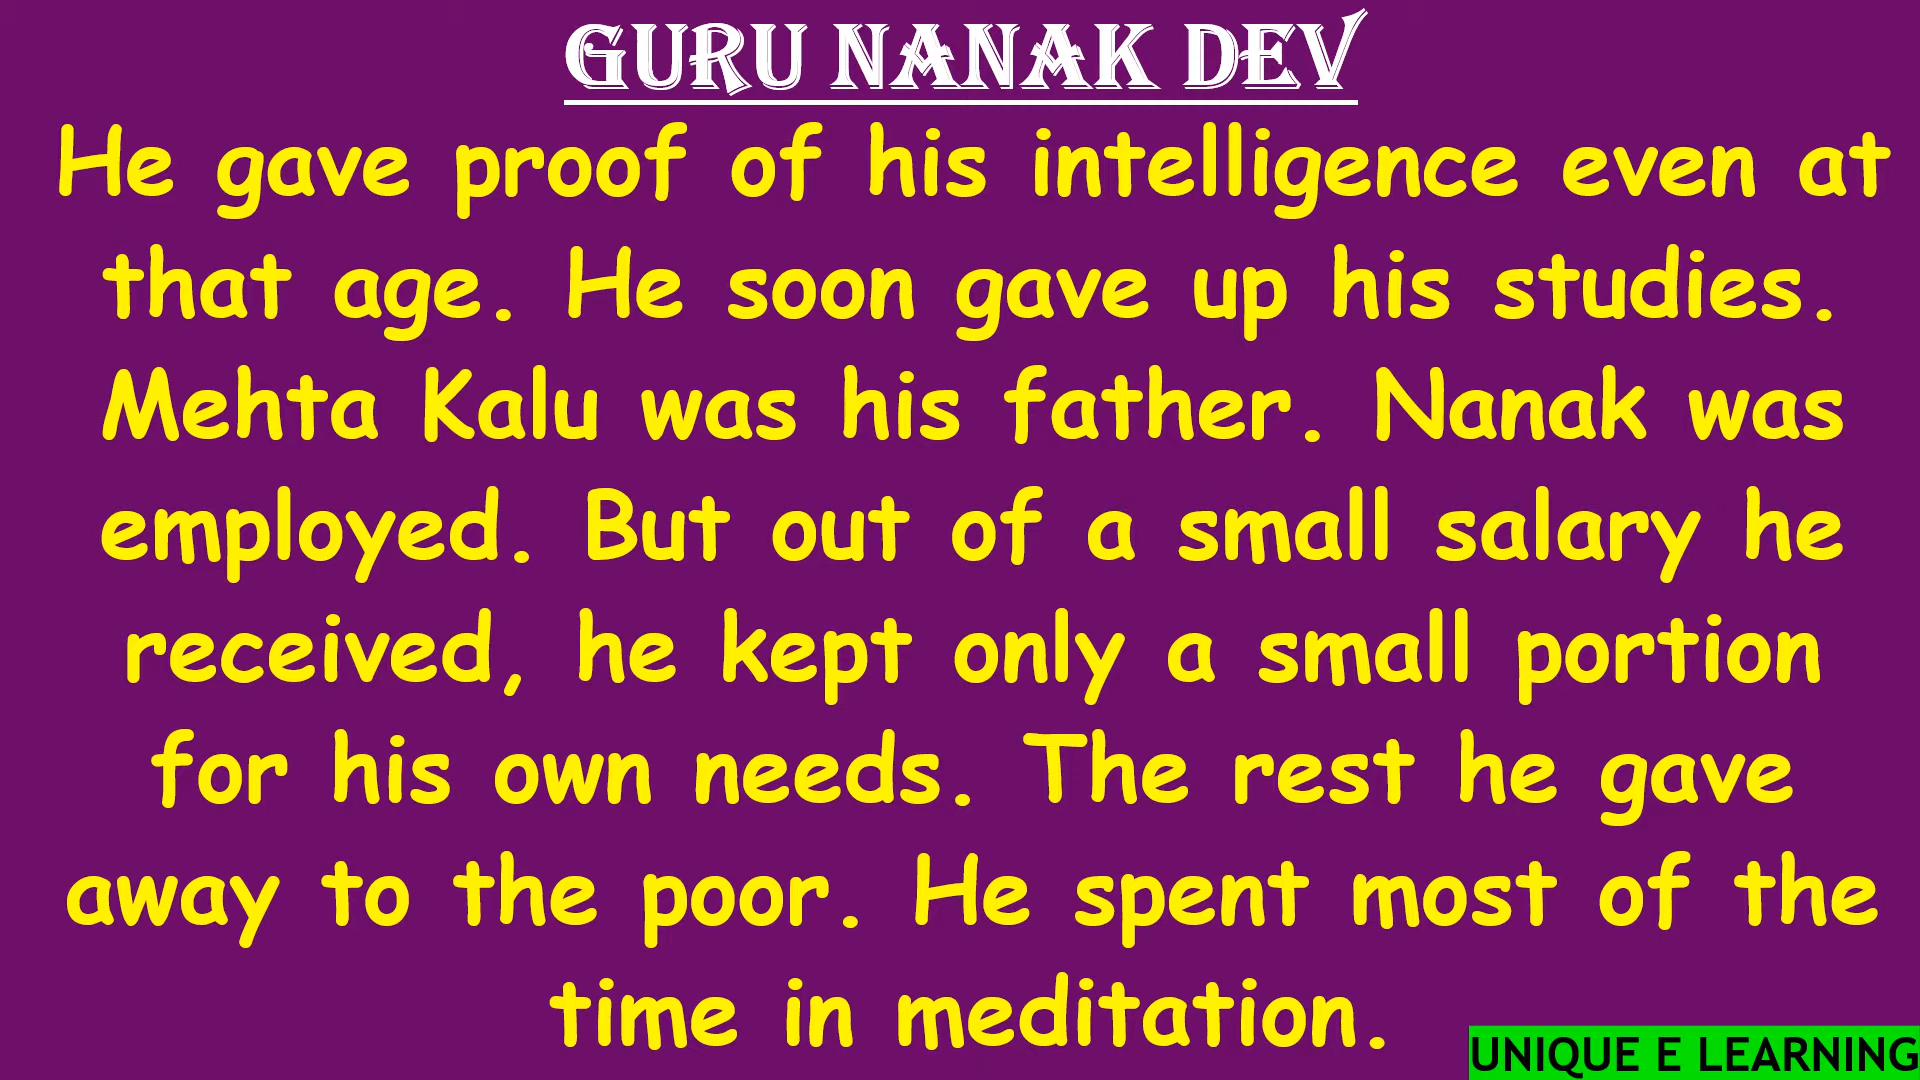 GURU NANAK DEV
He gave proof of his intelligence even at
that age. He soon gave up his studies.
Mehta Kalu was his father. Nanak was
employed. But out of a small salary he
received, he kept only a small portion
for his own needs. The rest he gave
away to the poor. He spent most of the
time in meditation.
UNIQUE E LEARNING